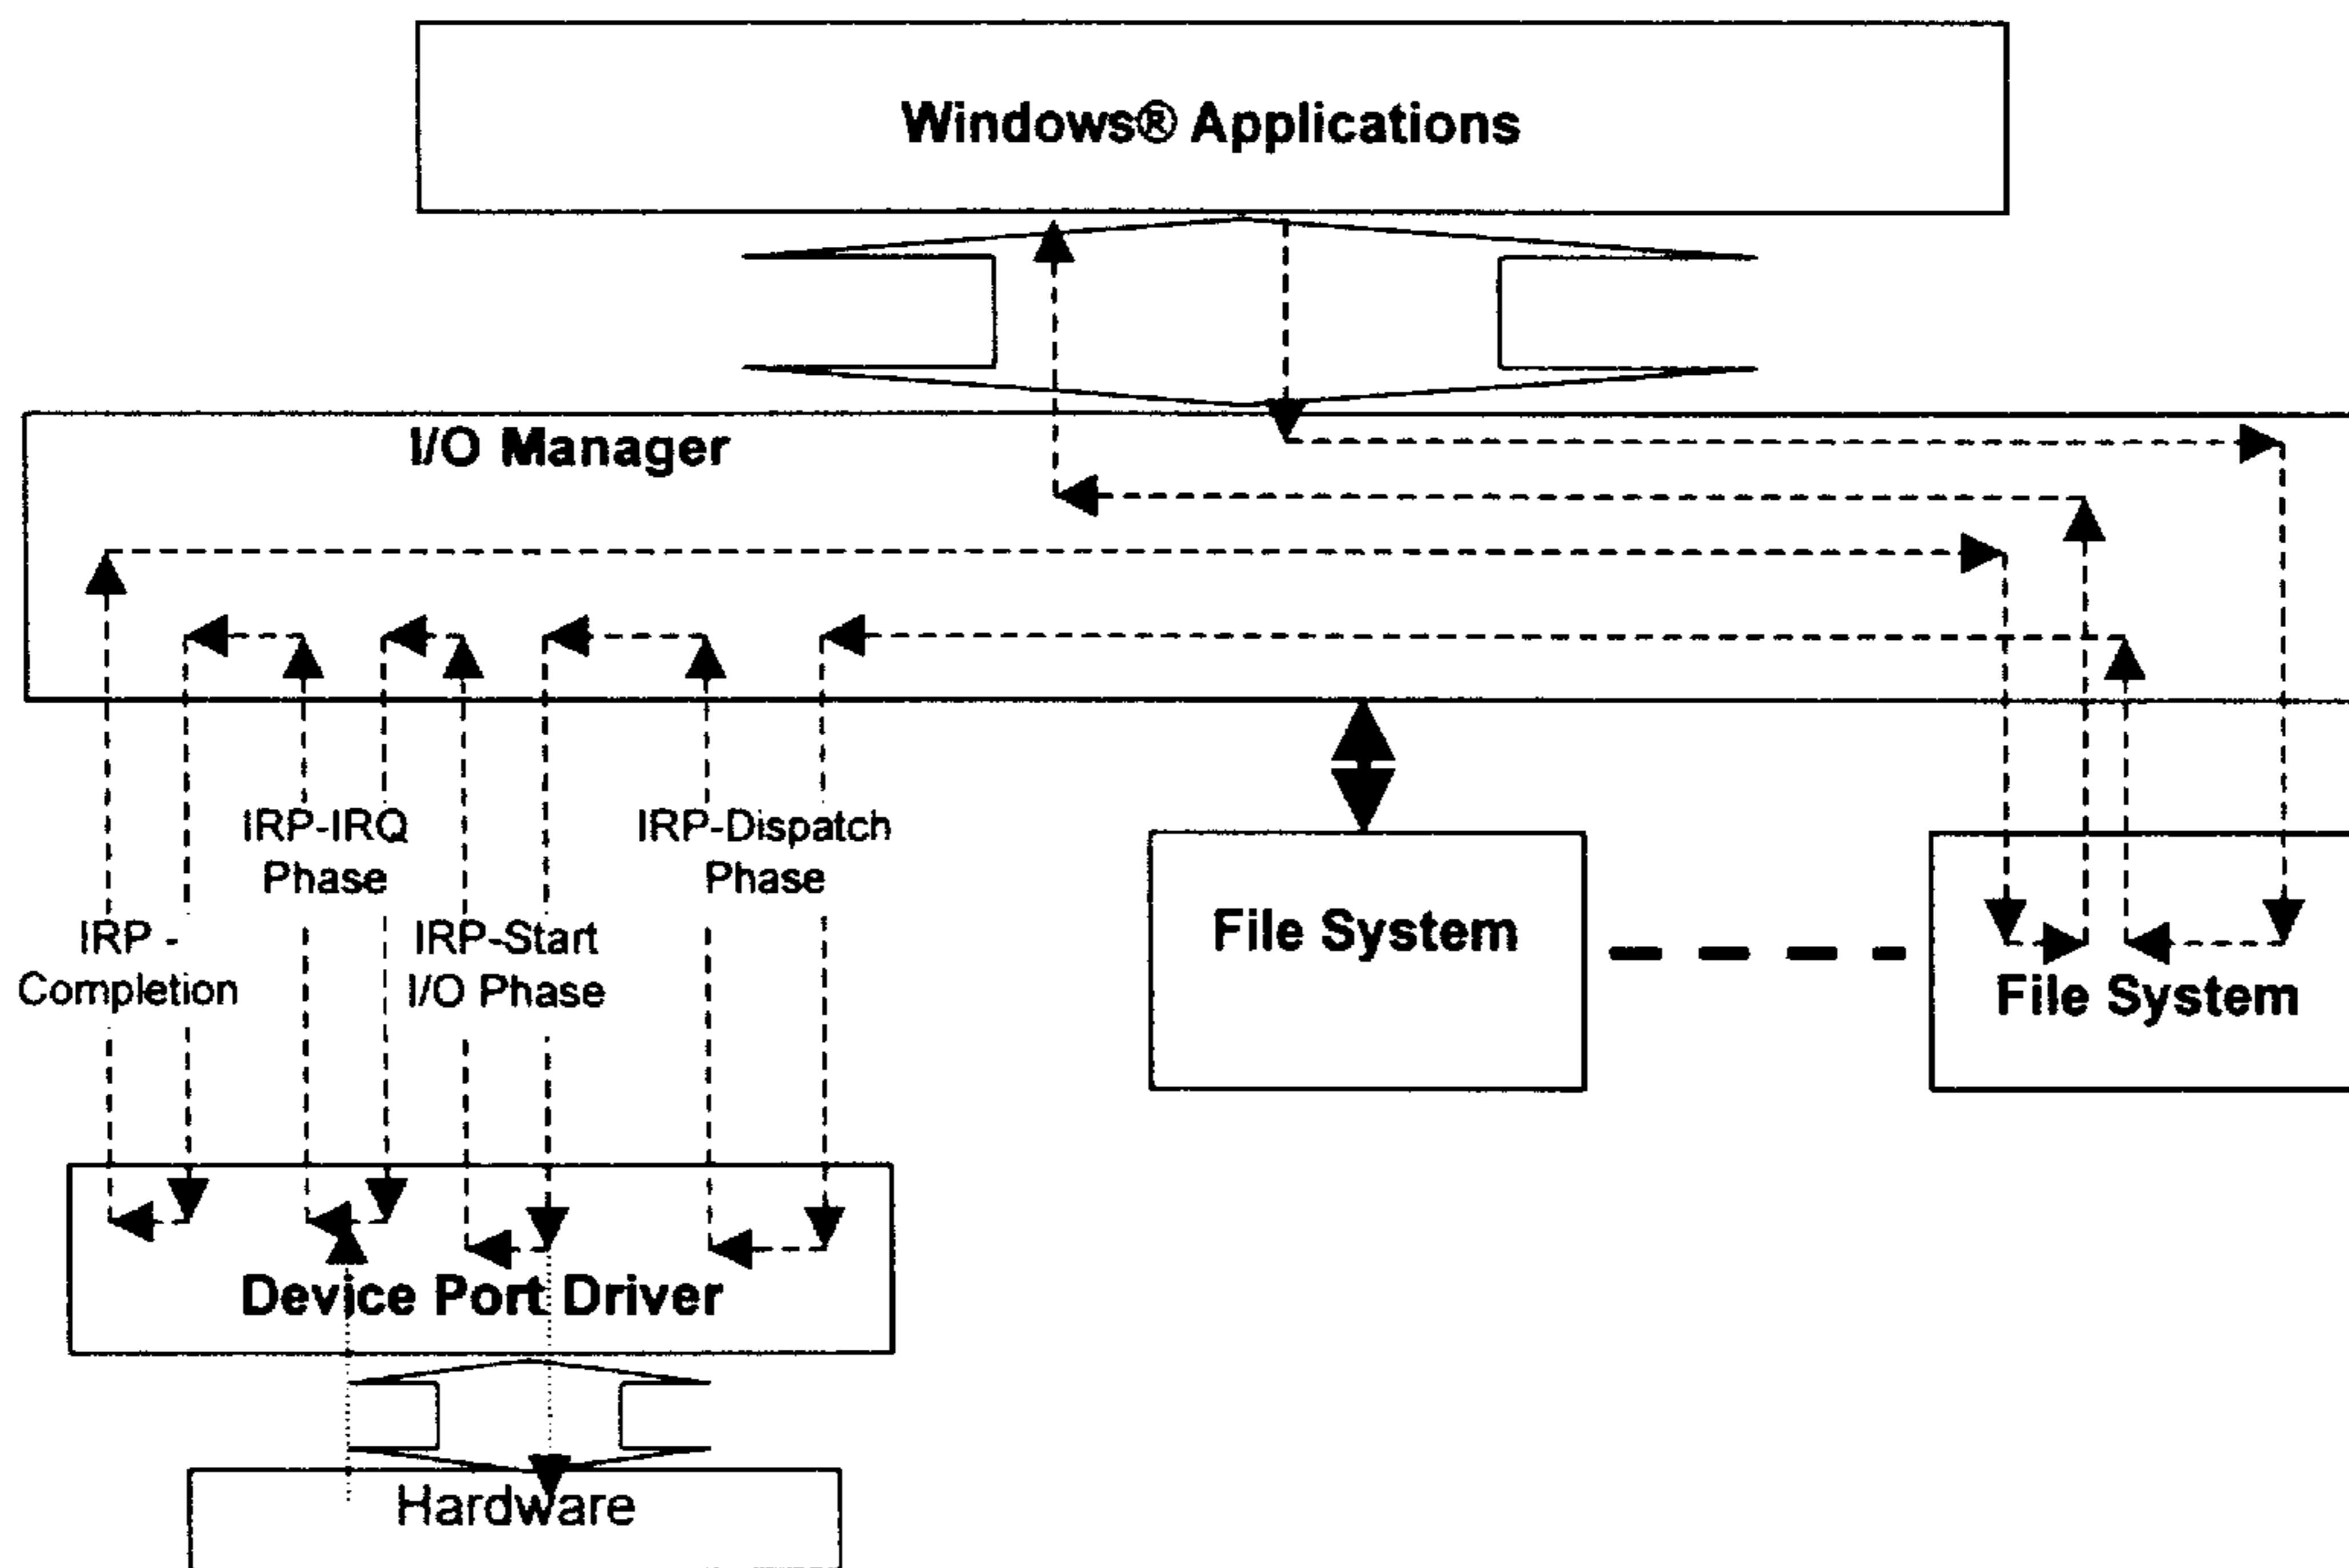 Windows® Applications
I/O Manager
IRP-IRQ
Phase
IRP-Dispatch
Phase
IRP -
Completion
IRP-Start
I/O Phase
File System
File System
Device Port Driver
Hardware